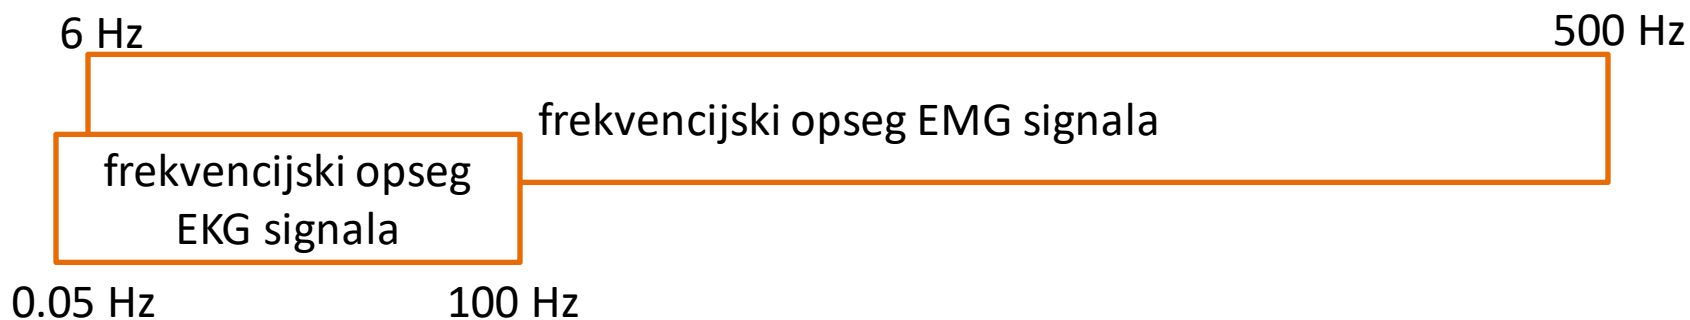 6 Hz
500 Hz
frekvencijski opseg EMG signala
frekvencijski opseg
EKG signala
0.05 Hz
100 Hz